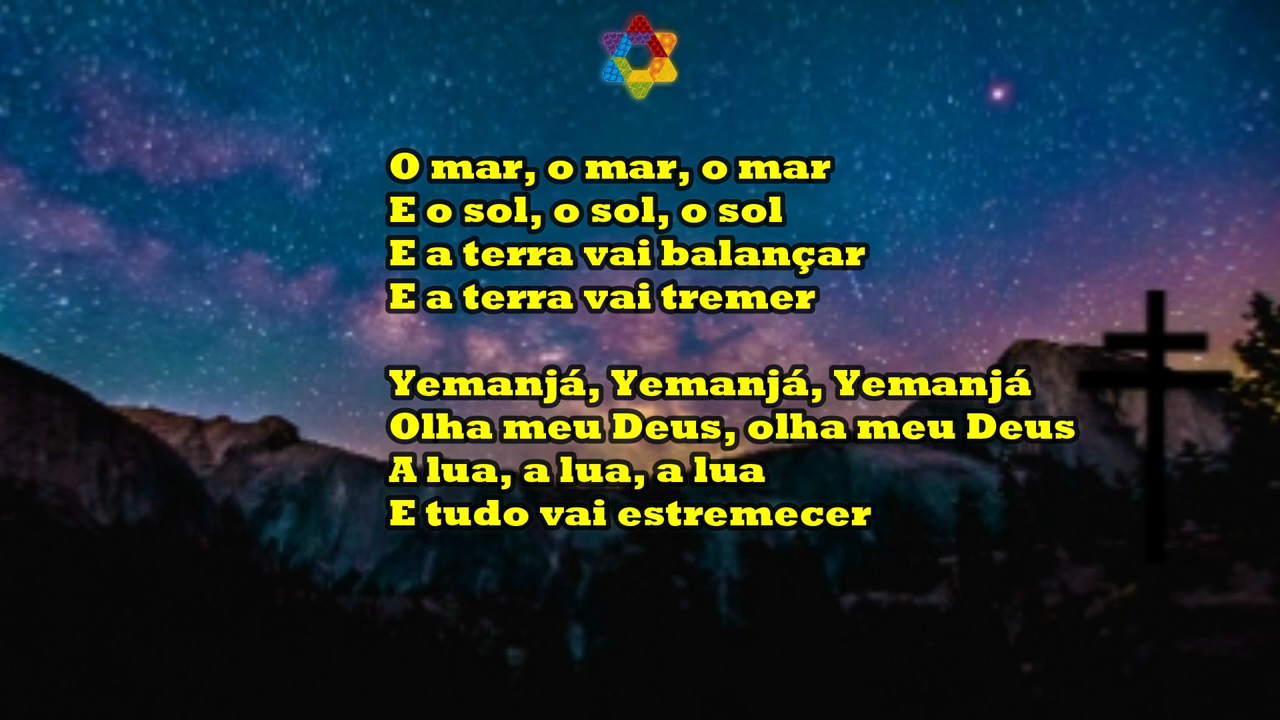 O mar, o mar, o mar
E o sol, o sol, o sol
E a terra vai balançar
E a terra vai tremer
Yemanjá, Yemanjá, Yemanjá
Olha meu Deus, olha meu Deus
A lua, a lua, a lua
E tudo vai estremecer